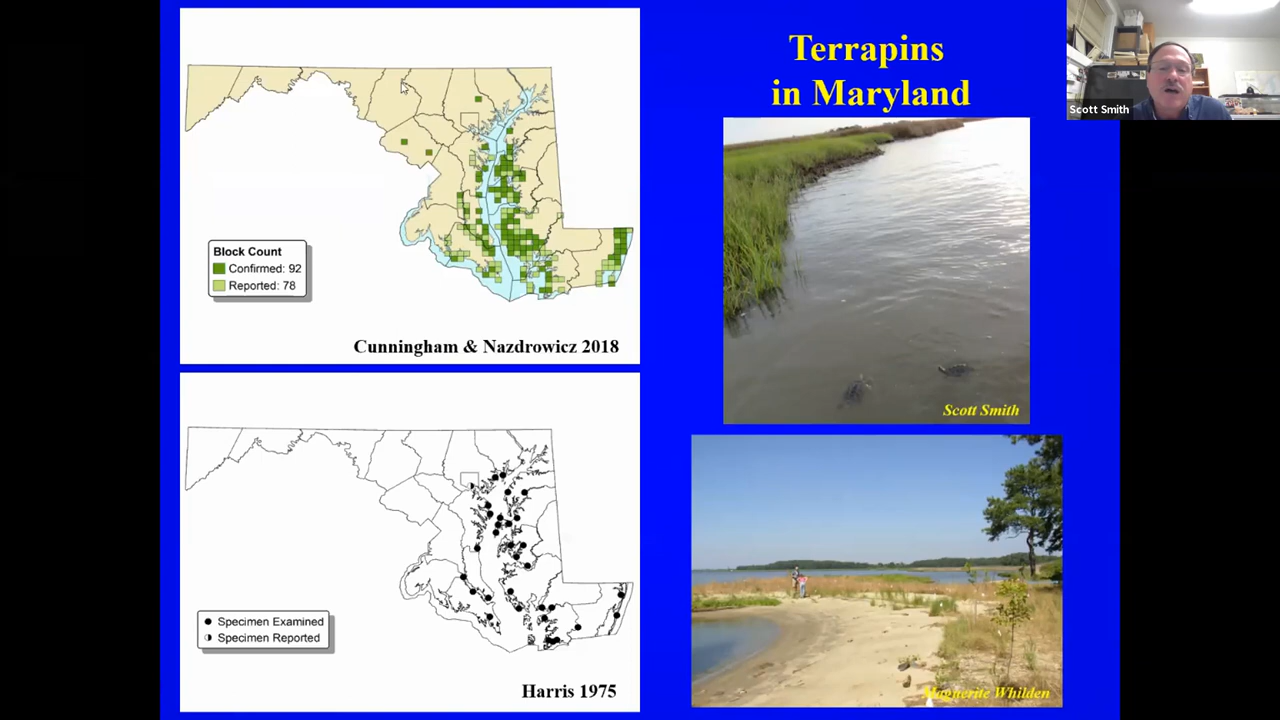 Terrapins
in Maryland
Scott Smith
Block Count
Confirmed: 92
Reported: 78
Cunningham & Nazdrowicz 2018
Scott Smith
Specimen Examined
Specimen Reported
Harris 1975
Maguerite Whilden